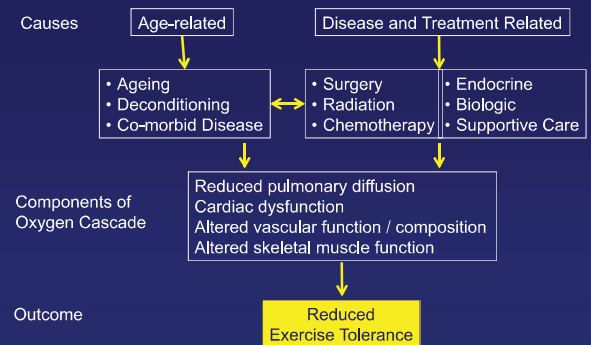 Causes
Age-related
Disease and Treatment Related
• Ageing
• Deconditioning
• Co-morbid Disease
• Surgery
• Radiation
• Chemotherapy
• Endocrine
• Biologic
• Supportive Care
Components of
Oxygen Cascade
Reduced pulmonary diffusion
Cardiac dysfunction
Altered vascular function / composition
Altered skeletal muscle function
Outcome
Reduced
Exercise Tolerance